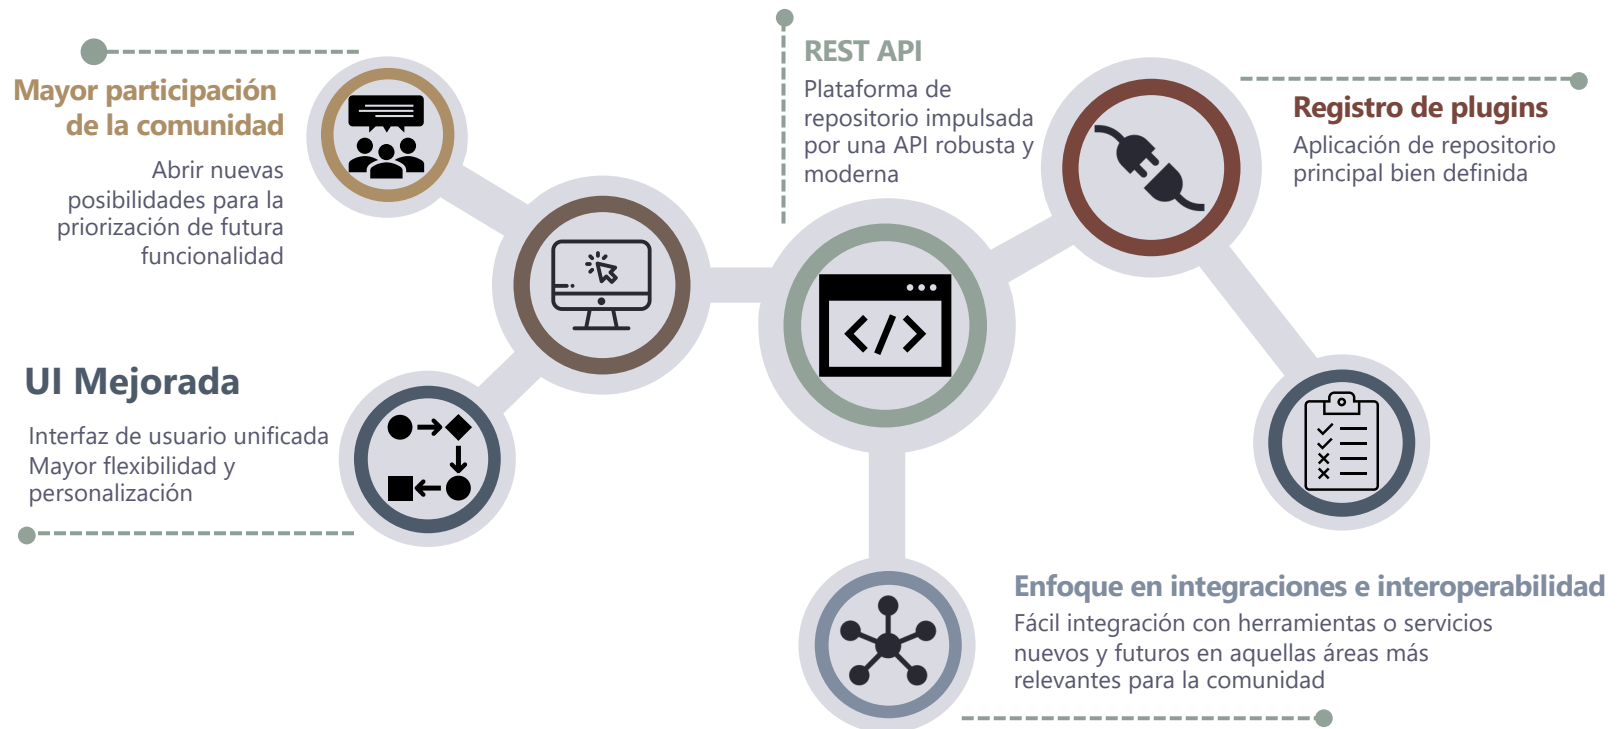 Mayor participación
de la comunidad
Abrir nuevas
posibilidades para la
priorización de futura
funcionalidad
UI Mejorada
Interfaz de usuario unificada
Mayor flexibilidad y
personalización
REST API
Plataforma de
repositorio impulsada
por una API robusta y
moderna
</>
Registro de plugins
Aplicación de repositorio
principal bien definida
Enfoque en integraciones e interoperabilidad
Fácil integración con herramientas o servicios
nuevos y futuros en aquellas áreas más
relevantes para la comunidad